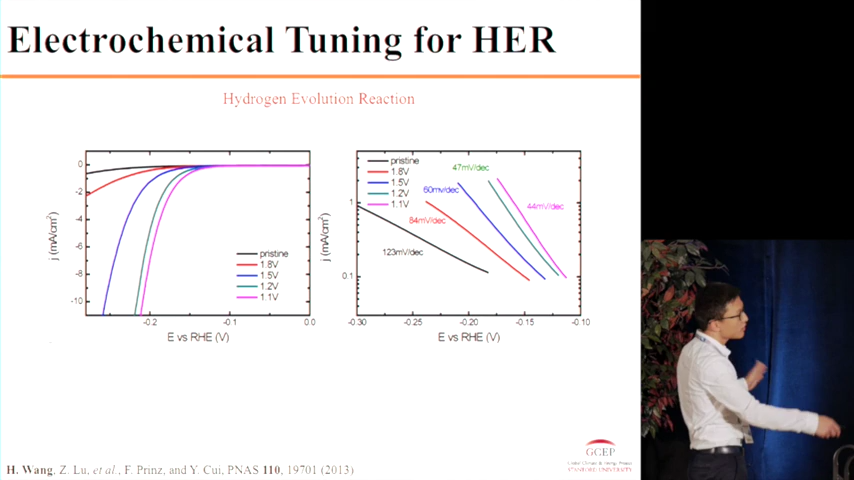 Electrochemical Tuning for HER
Hydrogen Evolution Reaction
0
-2
-4
-6
-8
-10
j (mA/cm²)
pristine
1.8V
1.5V
1.2V
1.1V
-0.2
-0.1
0.0
E vs RHE (V)
pristine
1.8V
1.5V
1.2V
1.1V
47mV/dec
60mv/dec
44mV/dec
84mV/dec
123mV/dec
1
0.1
j (mA/cm²)
-0.30
-0.25
-0.20
-0.15
-0.10
E vs RHE (V)
GCEP
STANFORD UNIVERSITY
H. Wang, Z. Lu, et al., F. Prinz, and Y. Cui, PNAS 110, 19701 (2013)